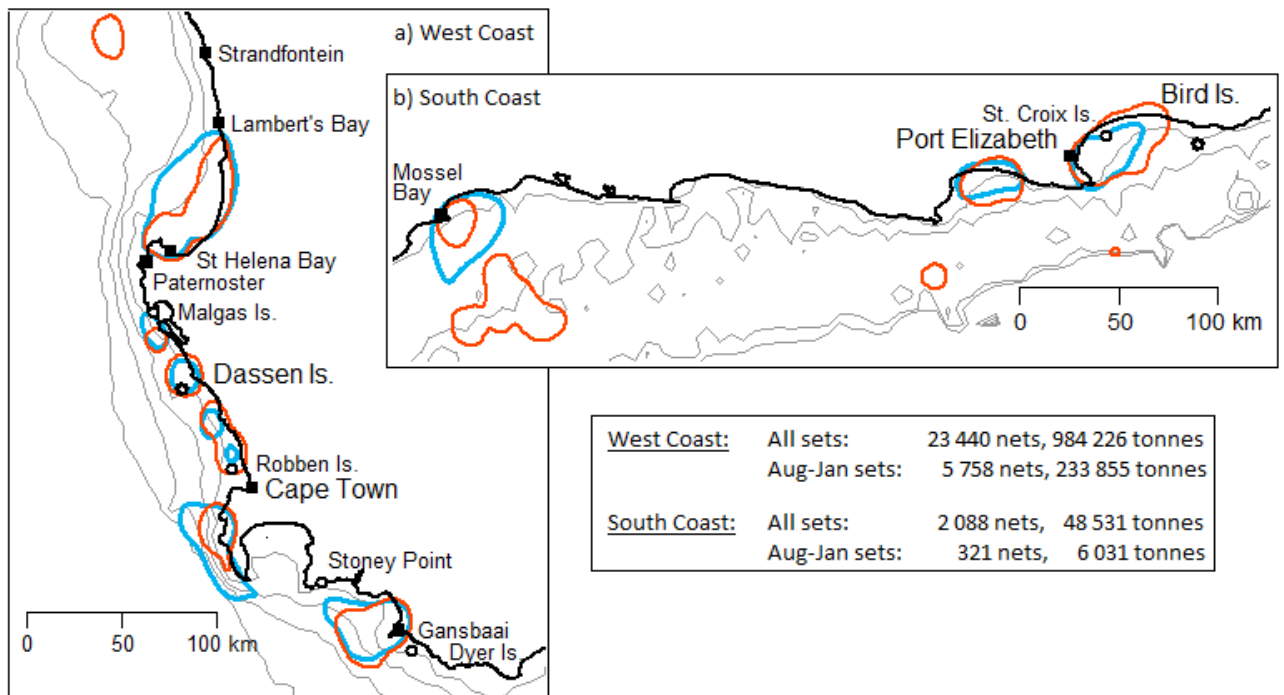 a) West Coast
Strandfontein
Lambert's Bay
St Helena Bay
Paternoster
Malgas Is.
Dassen Is.
Robben Is.
Cape Town
Stoney Point
Gansbaai
Dyer Is
0 50 100 km
b) South Coast
Bird Is.
St. Croix Is.
Port Elizabeth
Mossel
Bay
0 50 100 km
West Coast: All sets: 23 440 nets, 984 226 tonnes
Aug-Jan sets: 5 758 nets, 233 855 tonnes
South Coast: All sets: 2 088 nets, 48 531 tonnes
Aug-Jan sets: 321 nets, 6 031 tonnes